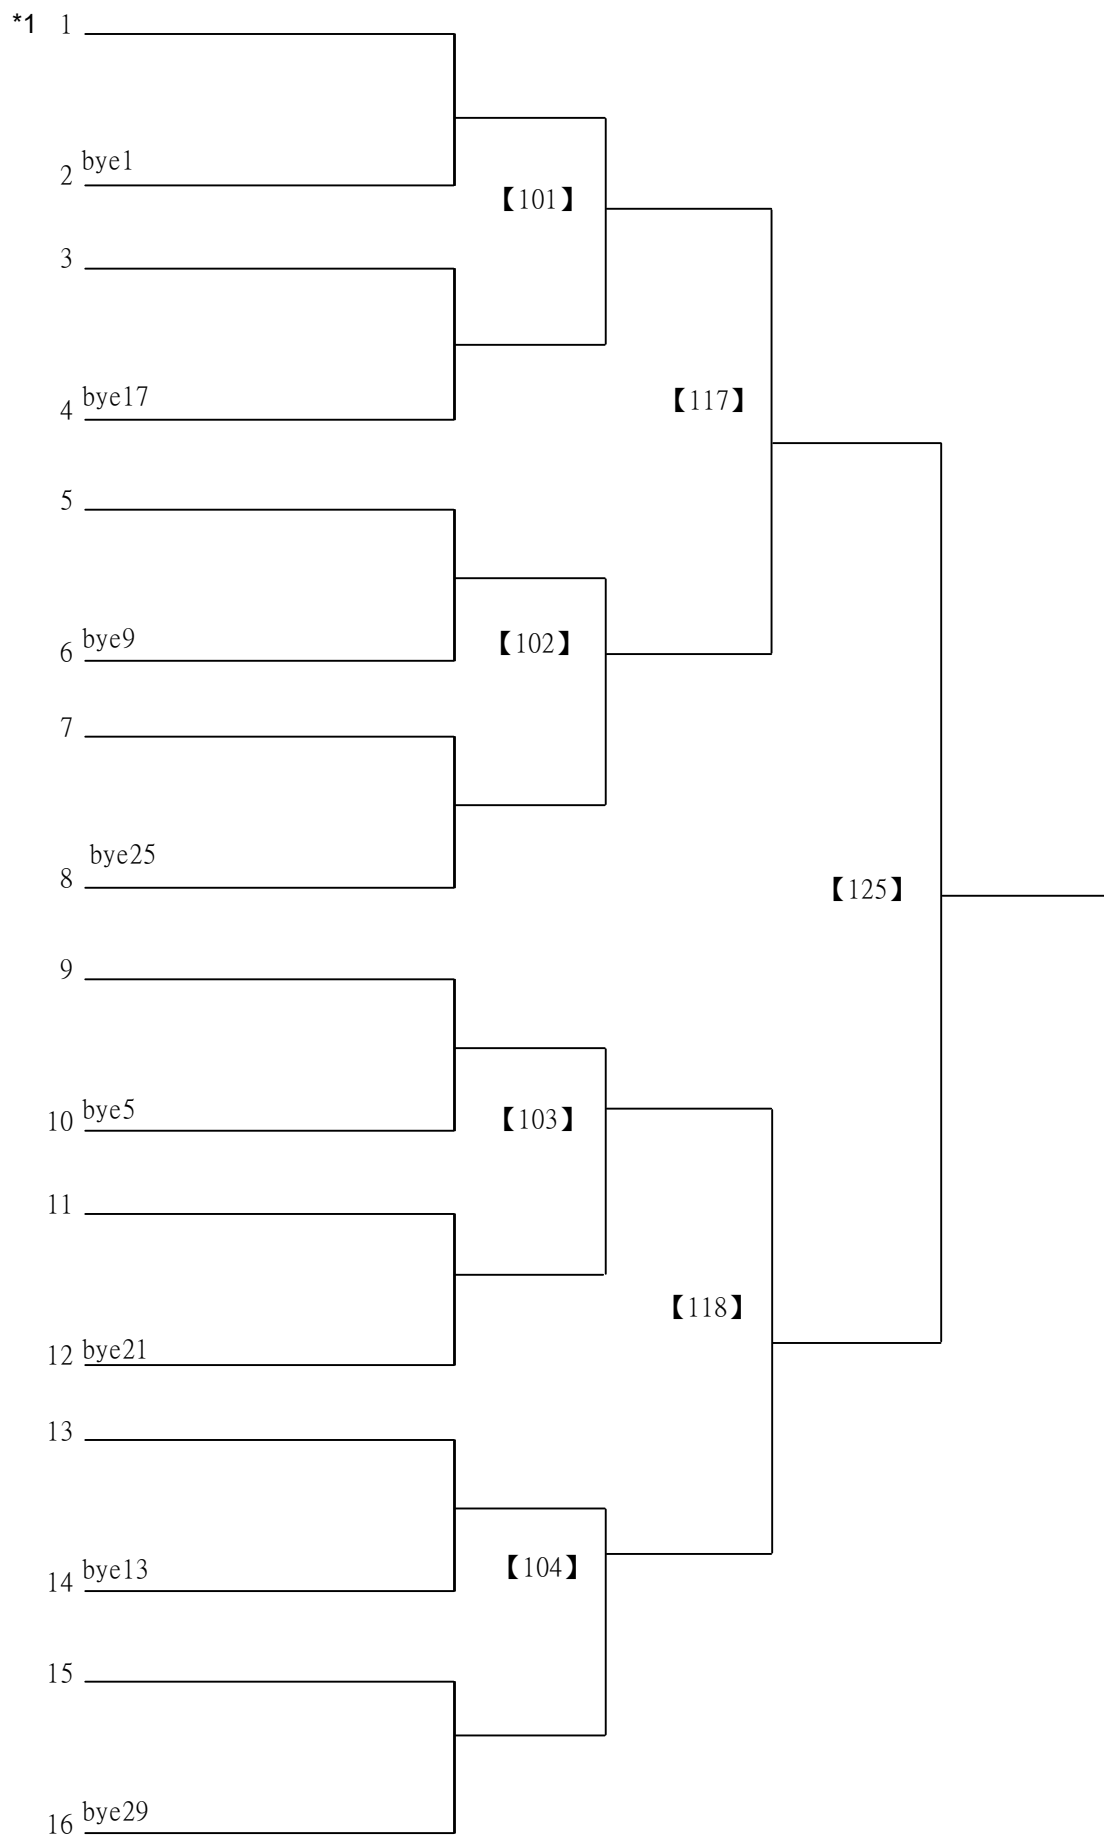 *1 1
2 bye1
【101】
3
4 bye17
【117】
5
6 bye9
【102】
7
8 bye25
【125】
9
10 bye5
【103】
11
【118】
12 bye21
13
14 bye13
【104】
15
16 bye29